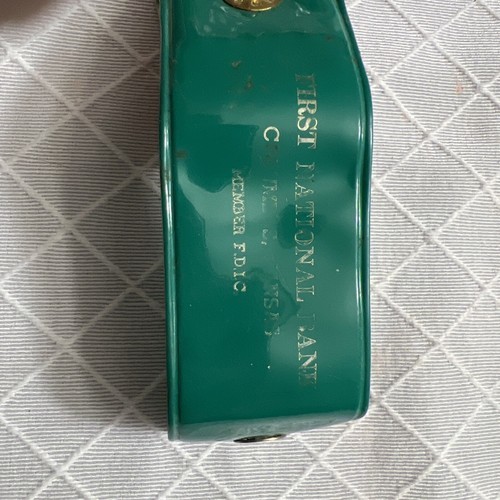 FIRST NATIONAL BANK
MEMBER F.D.I.C.